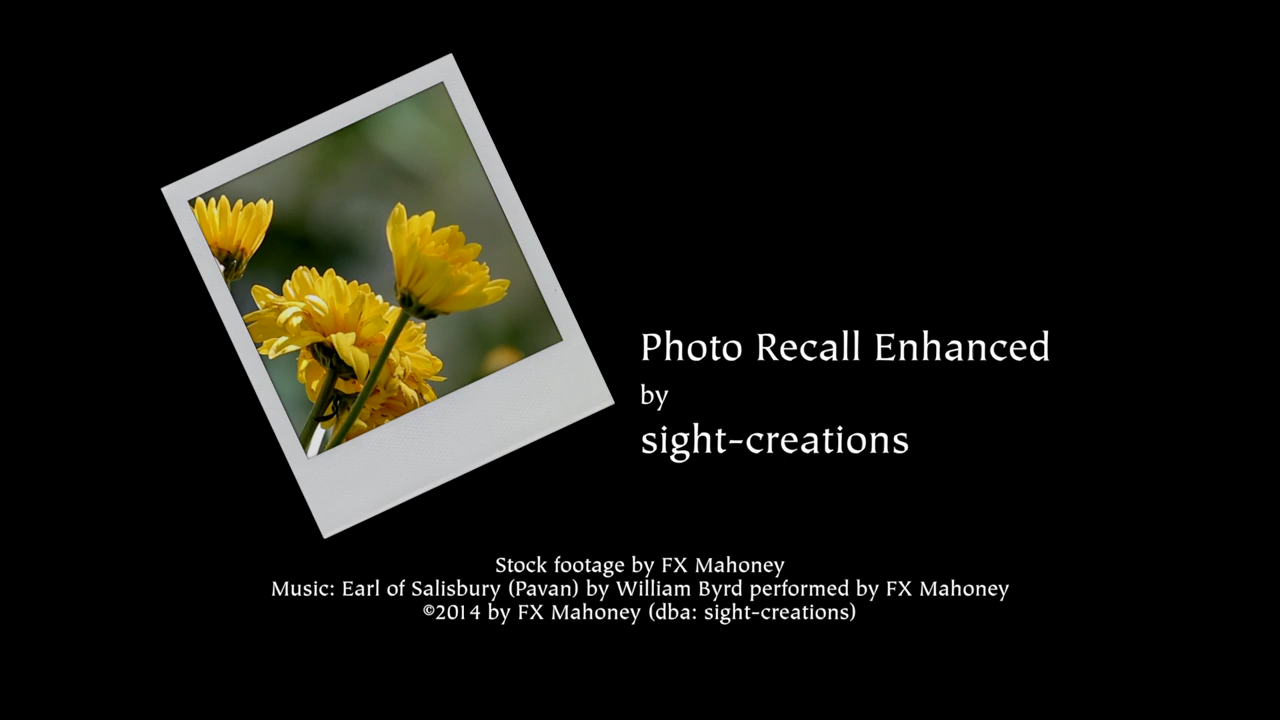 Photo Recall Enhanced
by
sight-creations
Stock footage by FX Mahoney
Music: Earl of Salisbury (Pavan) by William Byrd performed by FX Mahoney
©2014 by FX Mahoney (dba: sight-creations)